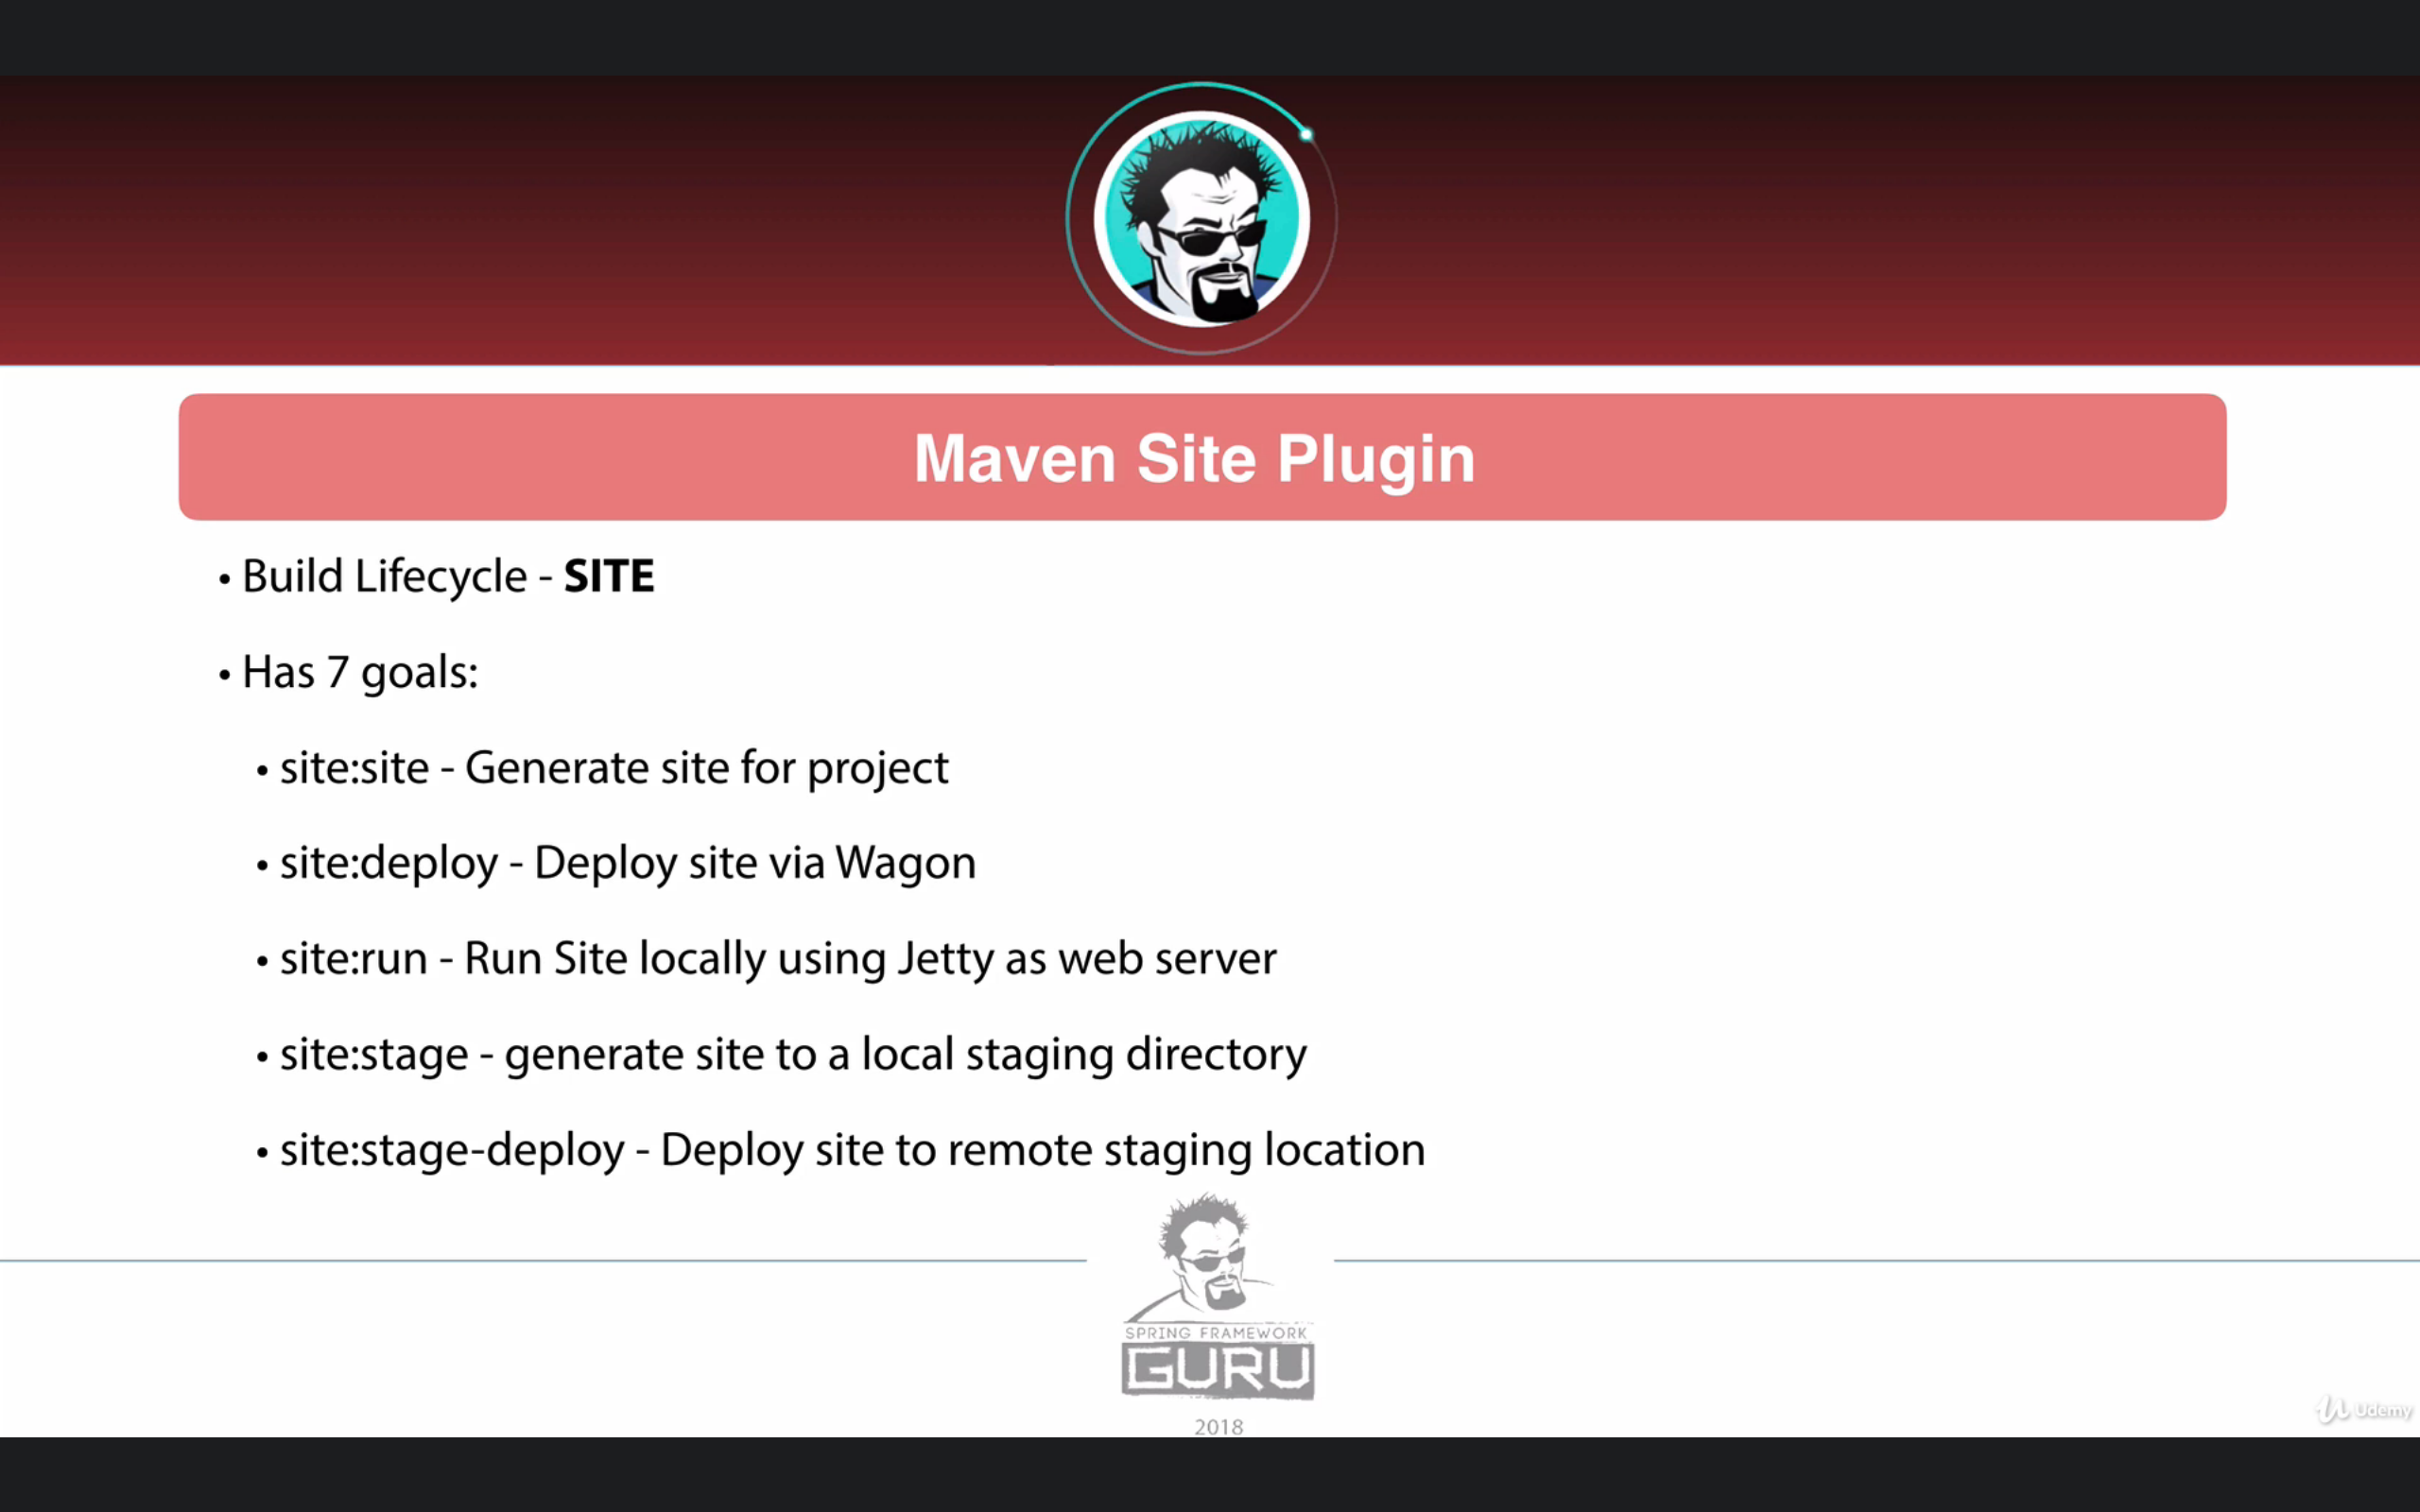 Maven Site Plugin
• Build Lifecycle - SITE
• Has 7 goals:
• site:site - Generate site for project
• site:deploy - Deploy site via Wagon
• site:run - Run Site locally using Jetty as web server
• site:stage - generate site to a local staging directory
• site:stage-deploy - Deploy site to remote staging location
SPRING FRAMEWORK
GURU
2018
Udemy